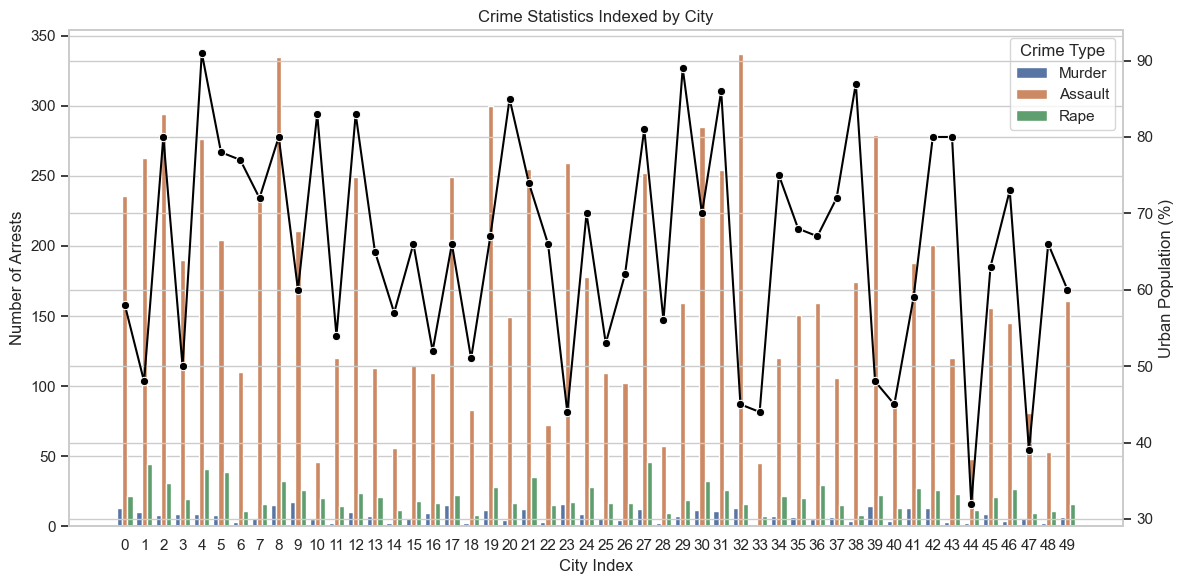 Crime Statistics Indexed by City
Crime Type
Murder
Assault
Rape
Number of Arrests
350
300
250
200
150
100
50
0
Urban Population (%)
90
80
70
60
50
40
30
0 1 2 3 4 5 6 7 8 9 10 11 12 13 14 15 16 17 18 19 20 21 22 23 24 25 26 27 28 29 30 31 32 33 34 35 36 37 38 39 40 41 42 43 44 45 46 47 48 49
City Index